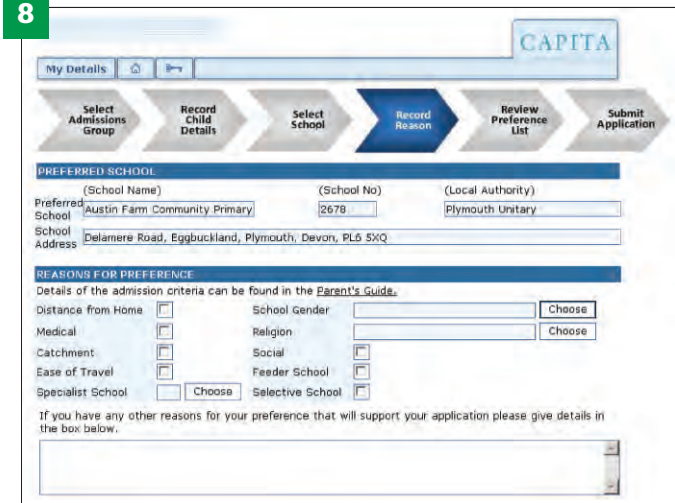 8
CAPITA
My Details
Select Admissions Group
Record Child Details
Select School
Record Reason
Review Preference List
Submit Application
PREFERRED SCHOOL
(School Name) (School No) (Local Authority)
Preferred School Austin Farm Community Primary 2678 Plymouth Unitary
School Address Delamere Road, Eggbuckland, Plymouth, Devon, PL6 5XQ
REASONS FOR PREFERENCE
Details of the admission criteria can be found in the Parent's Guide.
Distance from Home School Gender Choose
Medical Religion Choose
Catchment Social
Ease of Travel Feeder School
Specialist School Choose Selective School
If you have any other reasons for your preference that will support your application please give details in
the box below.